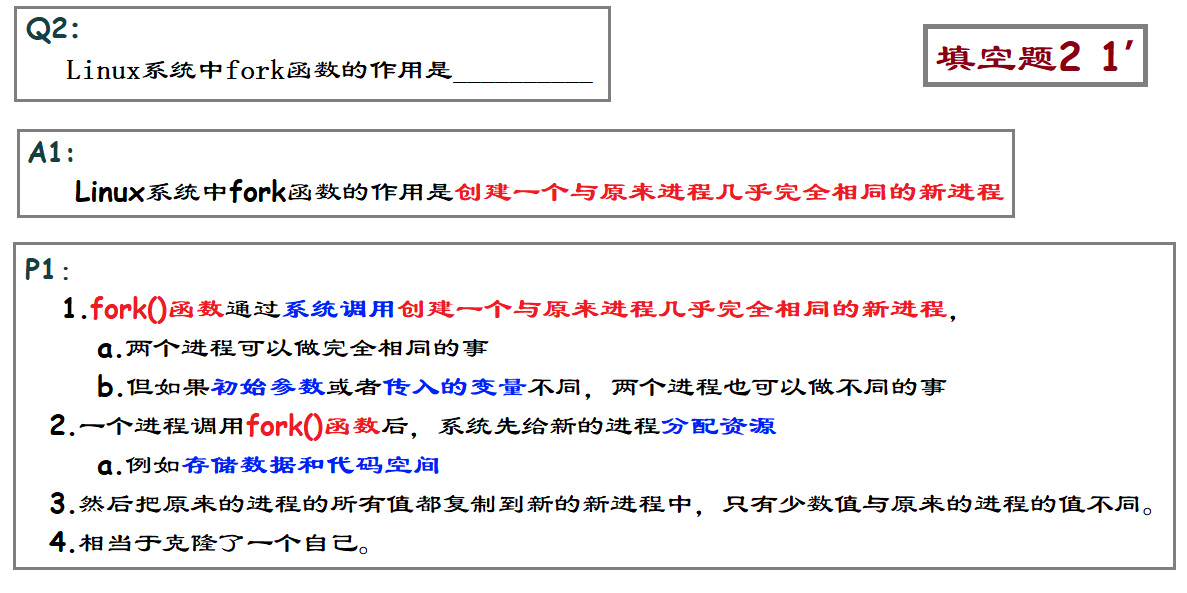 Q2:
Linux系统中fork函数的作用是__________
填空题2 1′
A1:
Linux系统中fork函数的作用是创建一个与原来进程几乎完全相同的新进程
P1：
1.fork()函数通过系统调用创建一个与原来进程几乎完全相同的新进程，
a.两个进程可以做完全相同的事
b.但如果初始参数或者传入的变量不同，两个进程也可以做不同的事
2.一个进程调用fork()函数后，系统先给新的进程分配资源
a.例如存储数据和代码空间
3.然后把原来的进程的所有值都复制到新的新进程中，只有少数值与原来的进程的值不同。
4.相当于克隆了一个自己。